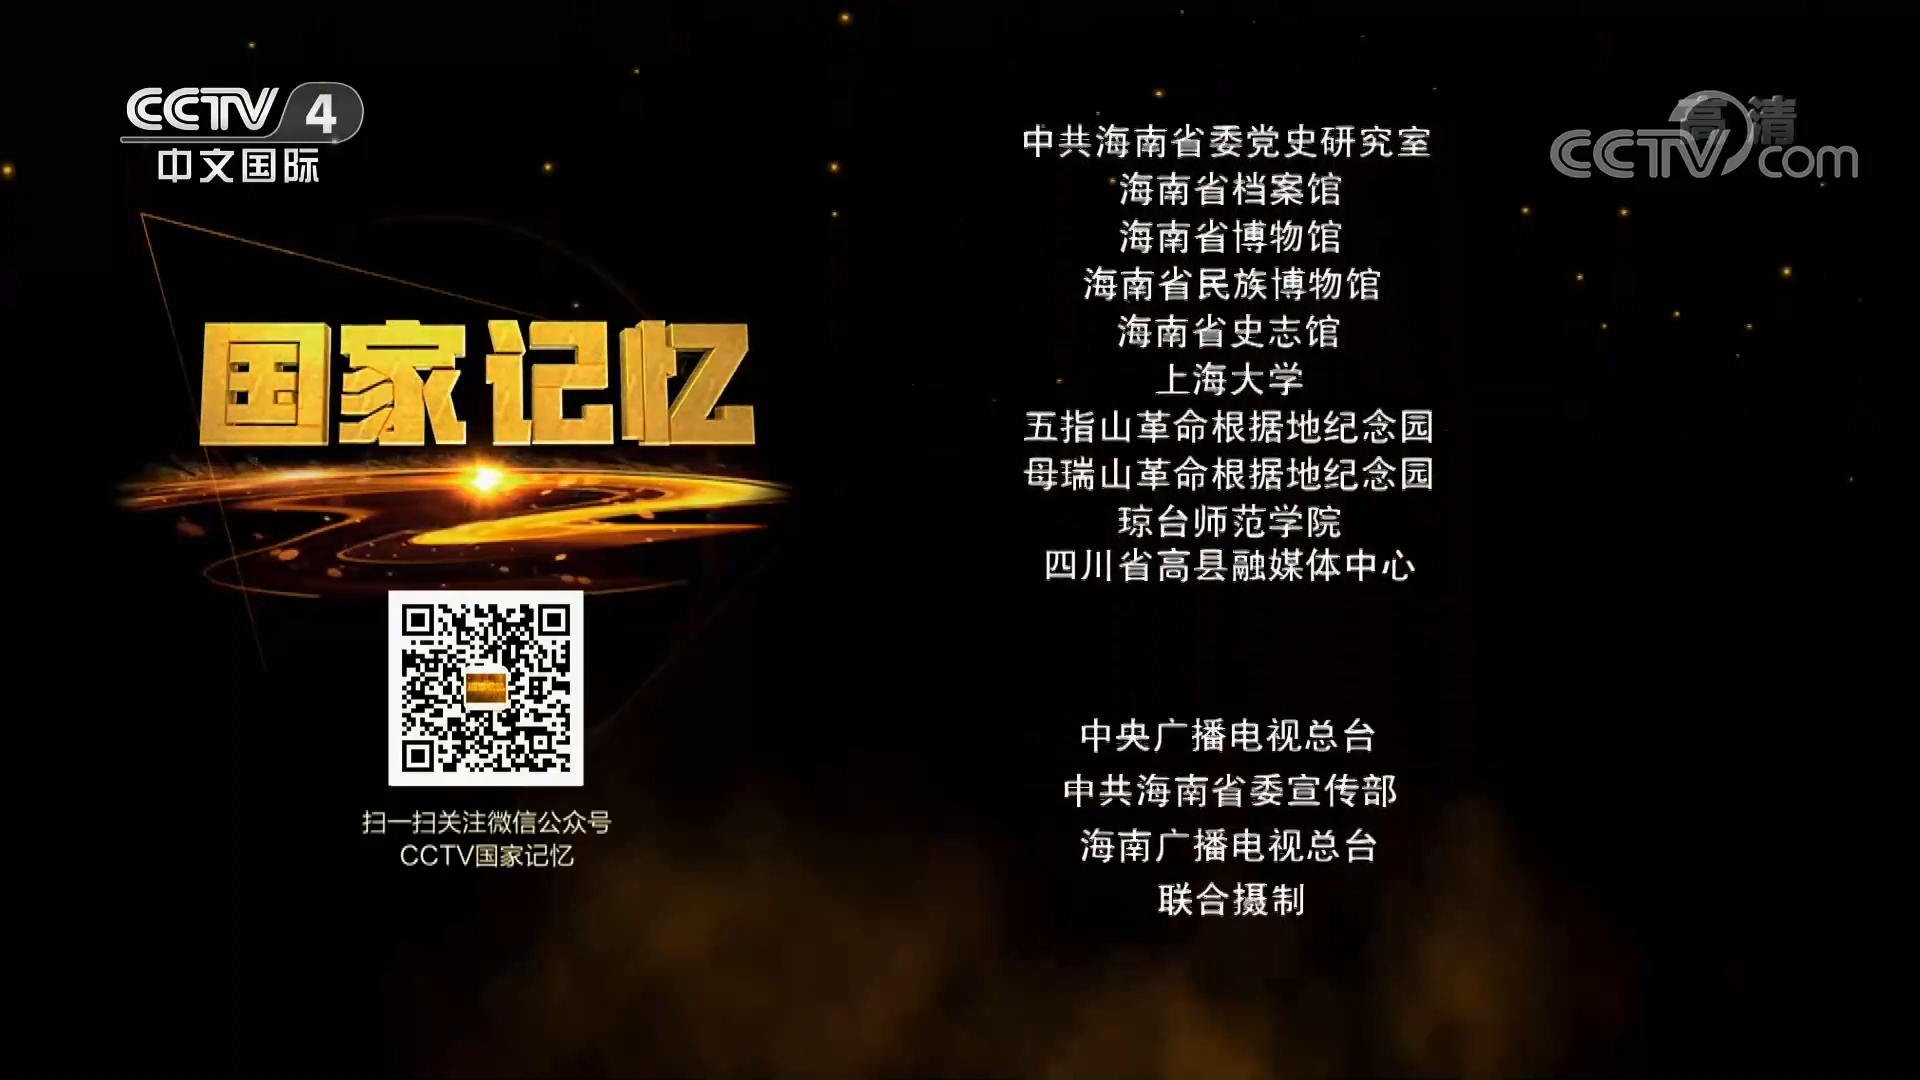 CCTV 4
中文国际
高清
CCTV.com
国家记忆
扫一扫关注微信公众号
CCTV国家记忆
中共海南省委党史研究室
海南省档案馆
海南省博物馆
海南省民族博物馆
海南省史志馆
上海大学
五指山革命根据地纪念园
母瑞山革命根据地纪念园
琼台师范学院
四川省高县融媒体中心
中央广播电视总台
中共海南省委宣传部
海南广播电视总台
联合摄制